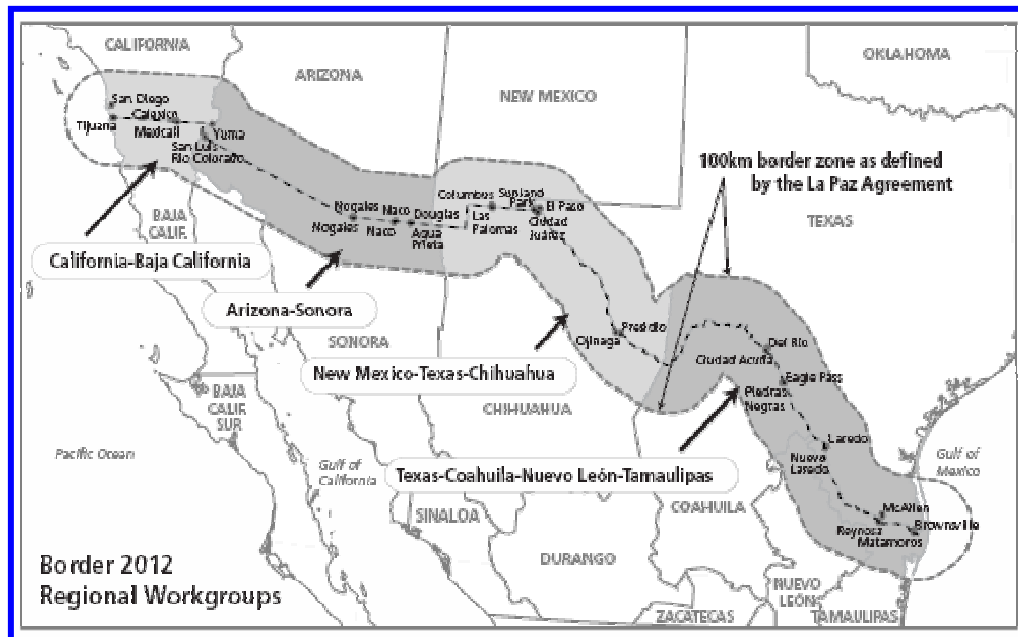 CALIFORNIA
ARIZONA
NEW MEXICO
OKLAHOMA
San Diego
Calexico
Tijuana
Mexicali
Yuma
San Luis
Rio Colorado
100km border zone as defined
by the La Paz Agreement
TEXAS
Columbus
Sunland
Park
El Paso
Las
Palomas
Ciudad
Juárez
Nogales
Naco
Douglas
Nogales
Naco
Agua
Prieta
BAJA
CALIF.
California-Baja California
Arizona-Sonora
SONORA
Presidio
Ojinaga
New Mexico-Texas-Chihuahua
CHIHUAHUA
Del Rio
Ciudad Acuña
Eagle Pass
Piedras
Negras
BAJA
CALIF
SUR
Pacific Ocean
Gulf of
California
Laredo
Nuevo
Laredo
Gulf of
Mexico
Texas-Coahuila-Nuevo León-Tamaulipas
SINALOA
COAHUILA
McAllen
Brownsville
Reynosa
Matamoros
DURANGO
NUEVO
LEÓN
TAMAULIPAS
ZACATECAS
Border 2012
Regional Workgroups